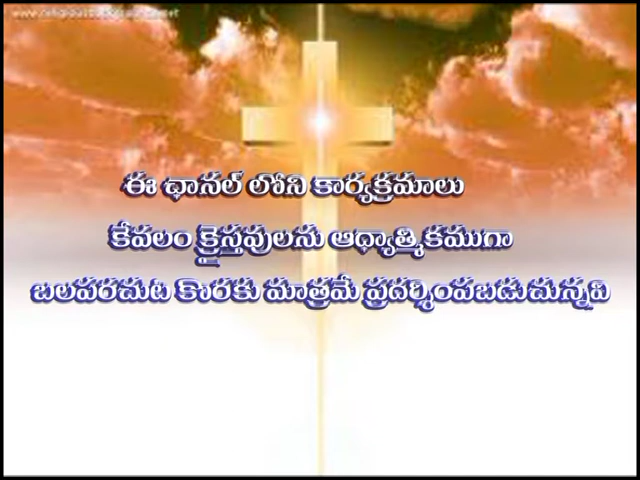 ఈ ఛానల్ లోని కార్యక్రమాలు
కేవలం క్రైస్తవులను ఆధ్యాత్మికముగా
బలపరచుట కొరకు మాత్రమే ప్రదర్శింపబడుచున్నవి